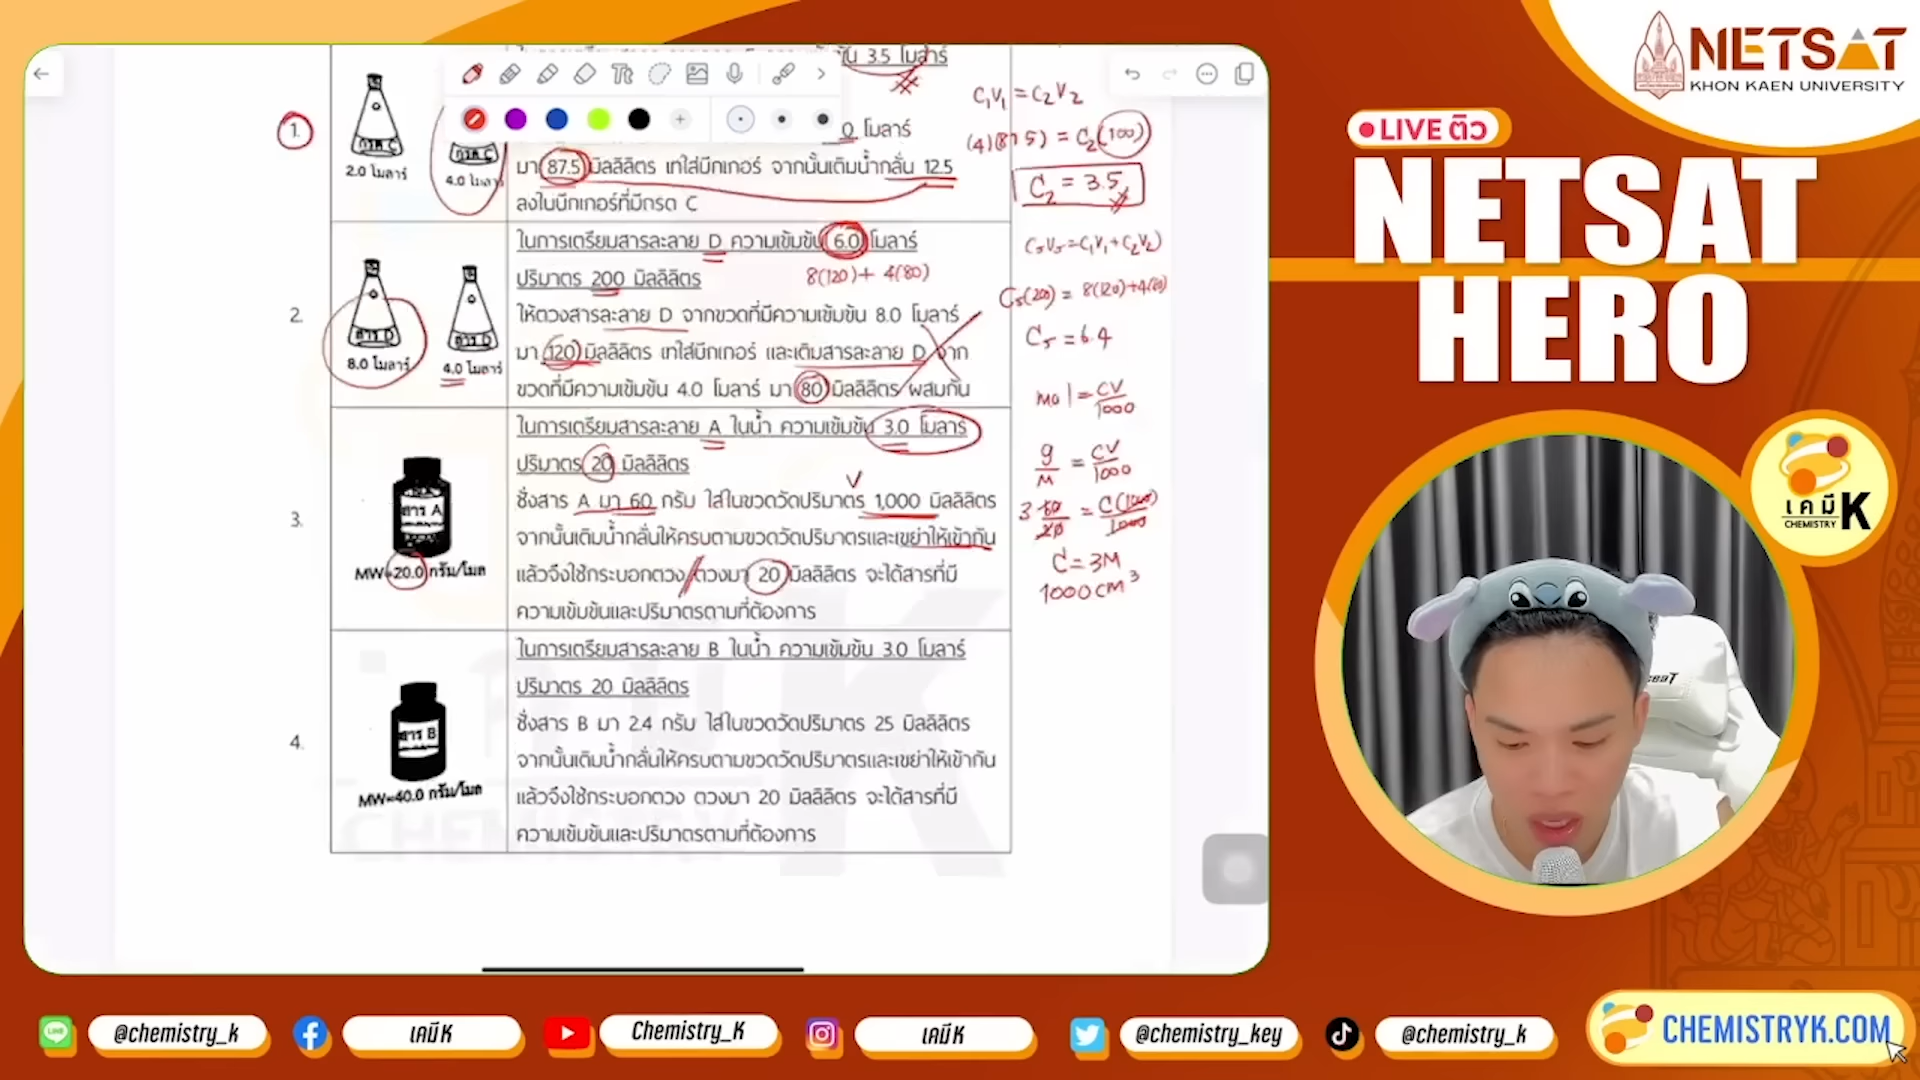 NETSAT
KHON KAEN UNIVERSITY
LIVE ติว
NETSAT
HERO
เคมี K
CHEMISTRY
3.5 โมลาร์
1.
กรด C
2.0 โมลาร์
กรด C
4.0 โมลาร์
0 โมลาร์
มา 87.5 มิลลิลิตร เทใส่บีกเกอร์ จากนั้นเติมน้ำกลั่น 12.5
ลงในบีกเกอร์ที่มีกรด C
C₁V₁ = C₂V₂
(4)(87.5) = C₂(100)
C₂ = 3.5
2.
สาร D
8.0 โมลาร์
สาร D
4.0 โมลาร์
ในการเตรียมสารละลาย D ความเข้มข้น 6.0 โมลาร์
ปริมาตร 200 มิลลิลิตร
8(120) + 4(80)
ให้ตวงสารละลาย D จากขวดที่มีความเข้มข้น 8.0 โมลาร์
มา 120 มิลลิลิตร เทใส่บีกเกอร์ และเติมสารละลาย D จาก
ขวดที่มีความเข้มข้น 4.0 โมลาร์ มา 80 มิลลิลิตร ผสมกัน
= C₁V₁ + C₂V₂
(200) = 8(120) + 4(80)
= 6.4
mol = CV/1000
3.
สาร A
MW=20.0 กรัม/โมล
ในการเตรียมสารละลาย A ในน้ำ ความเข้มข้น 3.0 โมลาร์
ปริมาตร 20 มิลลิลิตร
ชั่งสาร A มา 60 กรัม ใส่ในขวดวัดปริมาตร 1,000 มิลลิลิตร
จากนั้นเติมน้ำกลั่นให้ครบตามขวดวัดปริมาตรและเขย่าให้เข้ากัน
แล้วจึงใช้กระบอกตวง ตวงมา 20 มิลลิลิตร จะได้สารที่มี
ความเข้มข้นและปริมาตรตามที่ต้องการ
g/M = CV/1000
3 60/20 = C(1000)/1000
C = 3M
1000 cm³
4.
สาร B
MW=40.0 กรัม/โมล
ในการเตรียมสารละลาย B ในน้ำ ความเข้มข้น 3.0 โมลาร์
ปริมาตร 20 มิลลิลิตร
ชั่งสาร B มา 2.4 กรัม ใส่ในขวดวัดปริมาตร 25 มิลลิลิตร
จากนั้นเติมน้ำกลั่นให้ครบตามขวดวัดปริมาตรและเขย่าให้เข้ากัน
แล้วจึงใช้กระบอกตวง ตวงมา 20 มิลลิลิตร จะได้สารที่มี
ความเข้มข้นและปริมาตรตามที่ต้องการ
@chemistry_k
เคมี K
Chemistry_K
เคมี K
@chemistry_key
@chemistry_k
CHEMISTRYK.COM